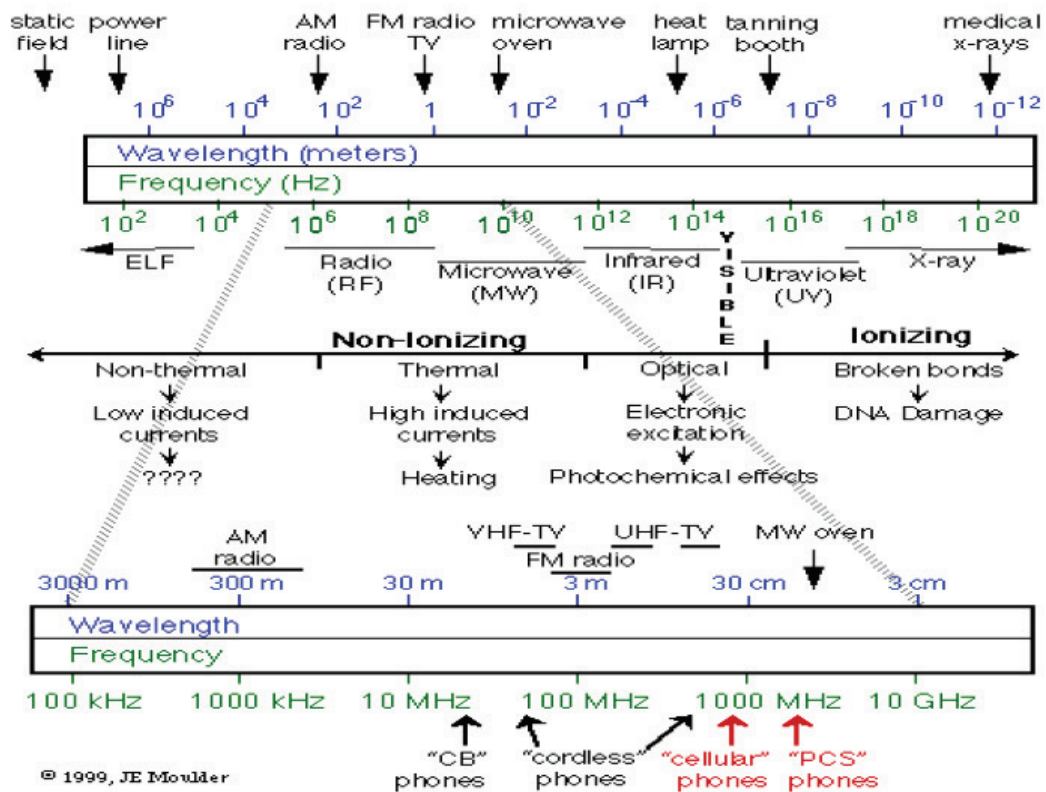 static power AM FM radio microwave heat tanning medical
field line radio TV oven lamp booth x-rays
10^6 10^4 10^2 1 10^-2 10^-4 10^-6 10^-8 10^-10 10^-12
Wavelength (meters)
Frequency (Hz)
10^2 10^4 10^6 10^8 10^10 10^12 10^14 10^16 10^18 10^20
ELF Radio Microwave Infrared VISIBLE Ultraviolet X-ray
(RF) (MW) (IR) (UV)
Non-Ionizing Ionizing
Non-thermal Thermal Optical Broken bonds
Low induced High induced Electronic DNA Damage
currents currents excitation
???? Heating Photochemical effects
AM VHF-TV UHF-TV MW oven
radio FM radio
3000 m 300 m 30 m 3 m 30 cm 3 cm
Wavelength
Frequency
100 kHz 1000 kHz 10 MHz 100 MHz 1000 MHz 10 GHz
"CB" "cordless" "cellular" "PCS"
phones phones phones phones
© 1999, JE Moulder